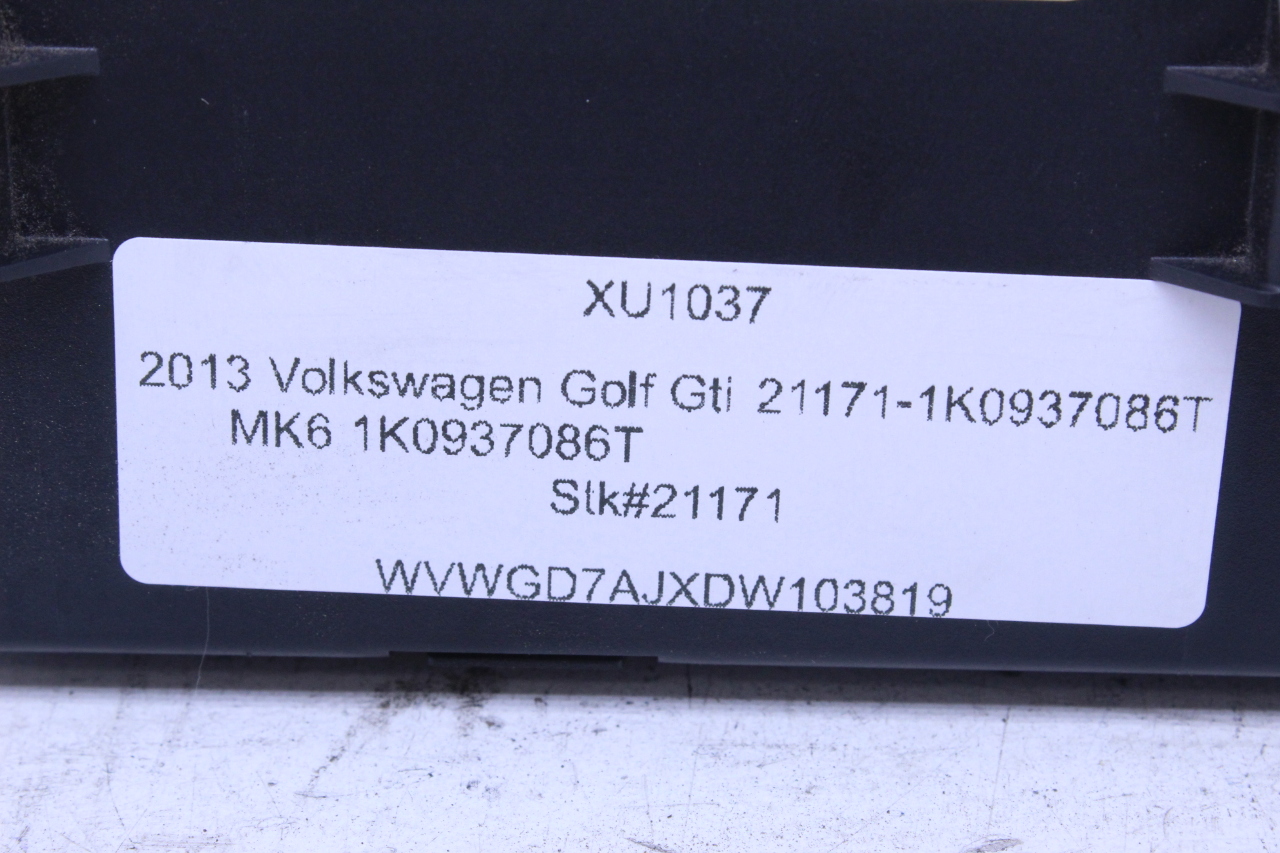 XU1037
2013 Volkswagen Golf Gti 21171-1K0937086T
MK6 1K0937086T
Stk#21171
WVWGD7AJXDW103819